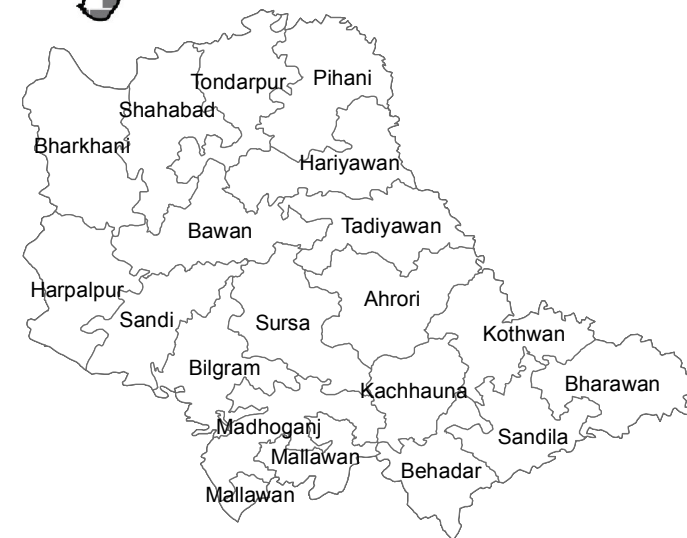 Tondarpur
Pihani
Shahabad
Bharkhani
Hariyawan
Bawan
Tadiyawan
Harpalpur
Ahrori
Sandi
Sursa
Kothwan
Bilgram
Kachhauna
Bharawan
Madhoganj
Sandila
Mallawan
Behadar
Mallawan